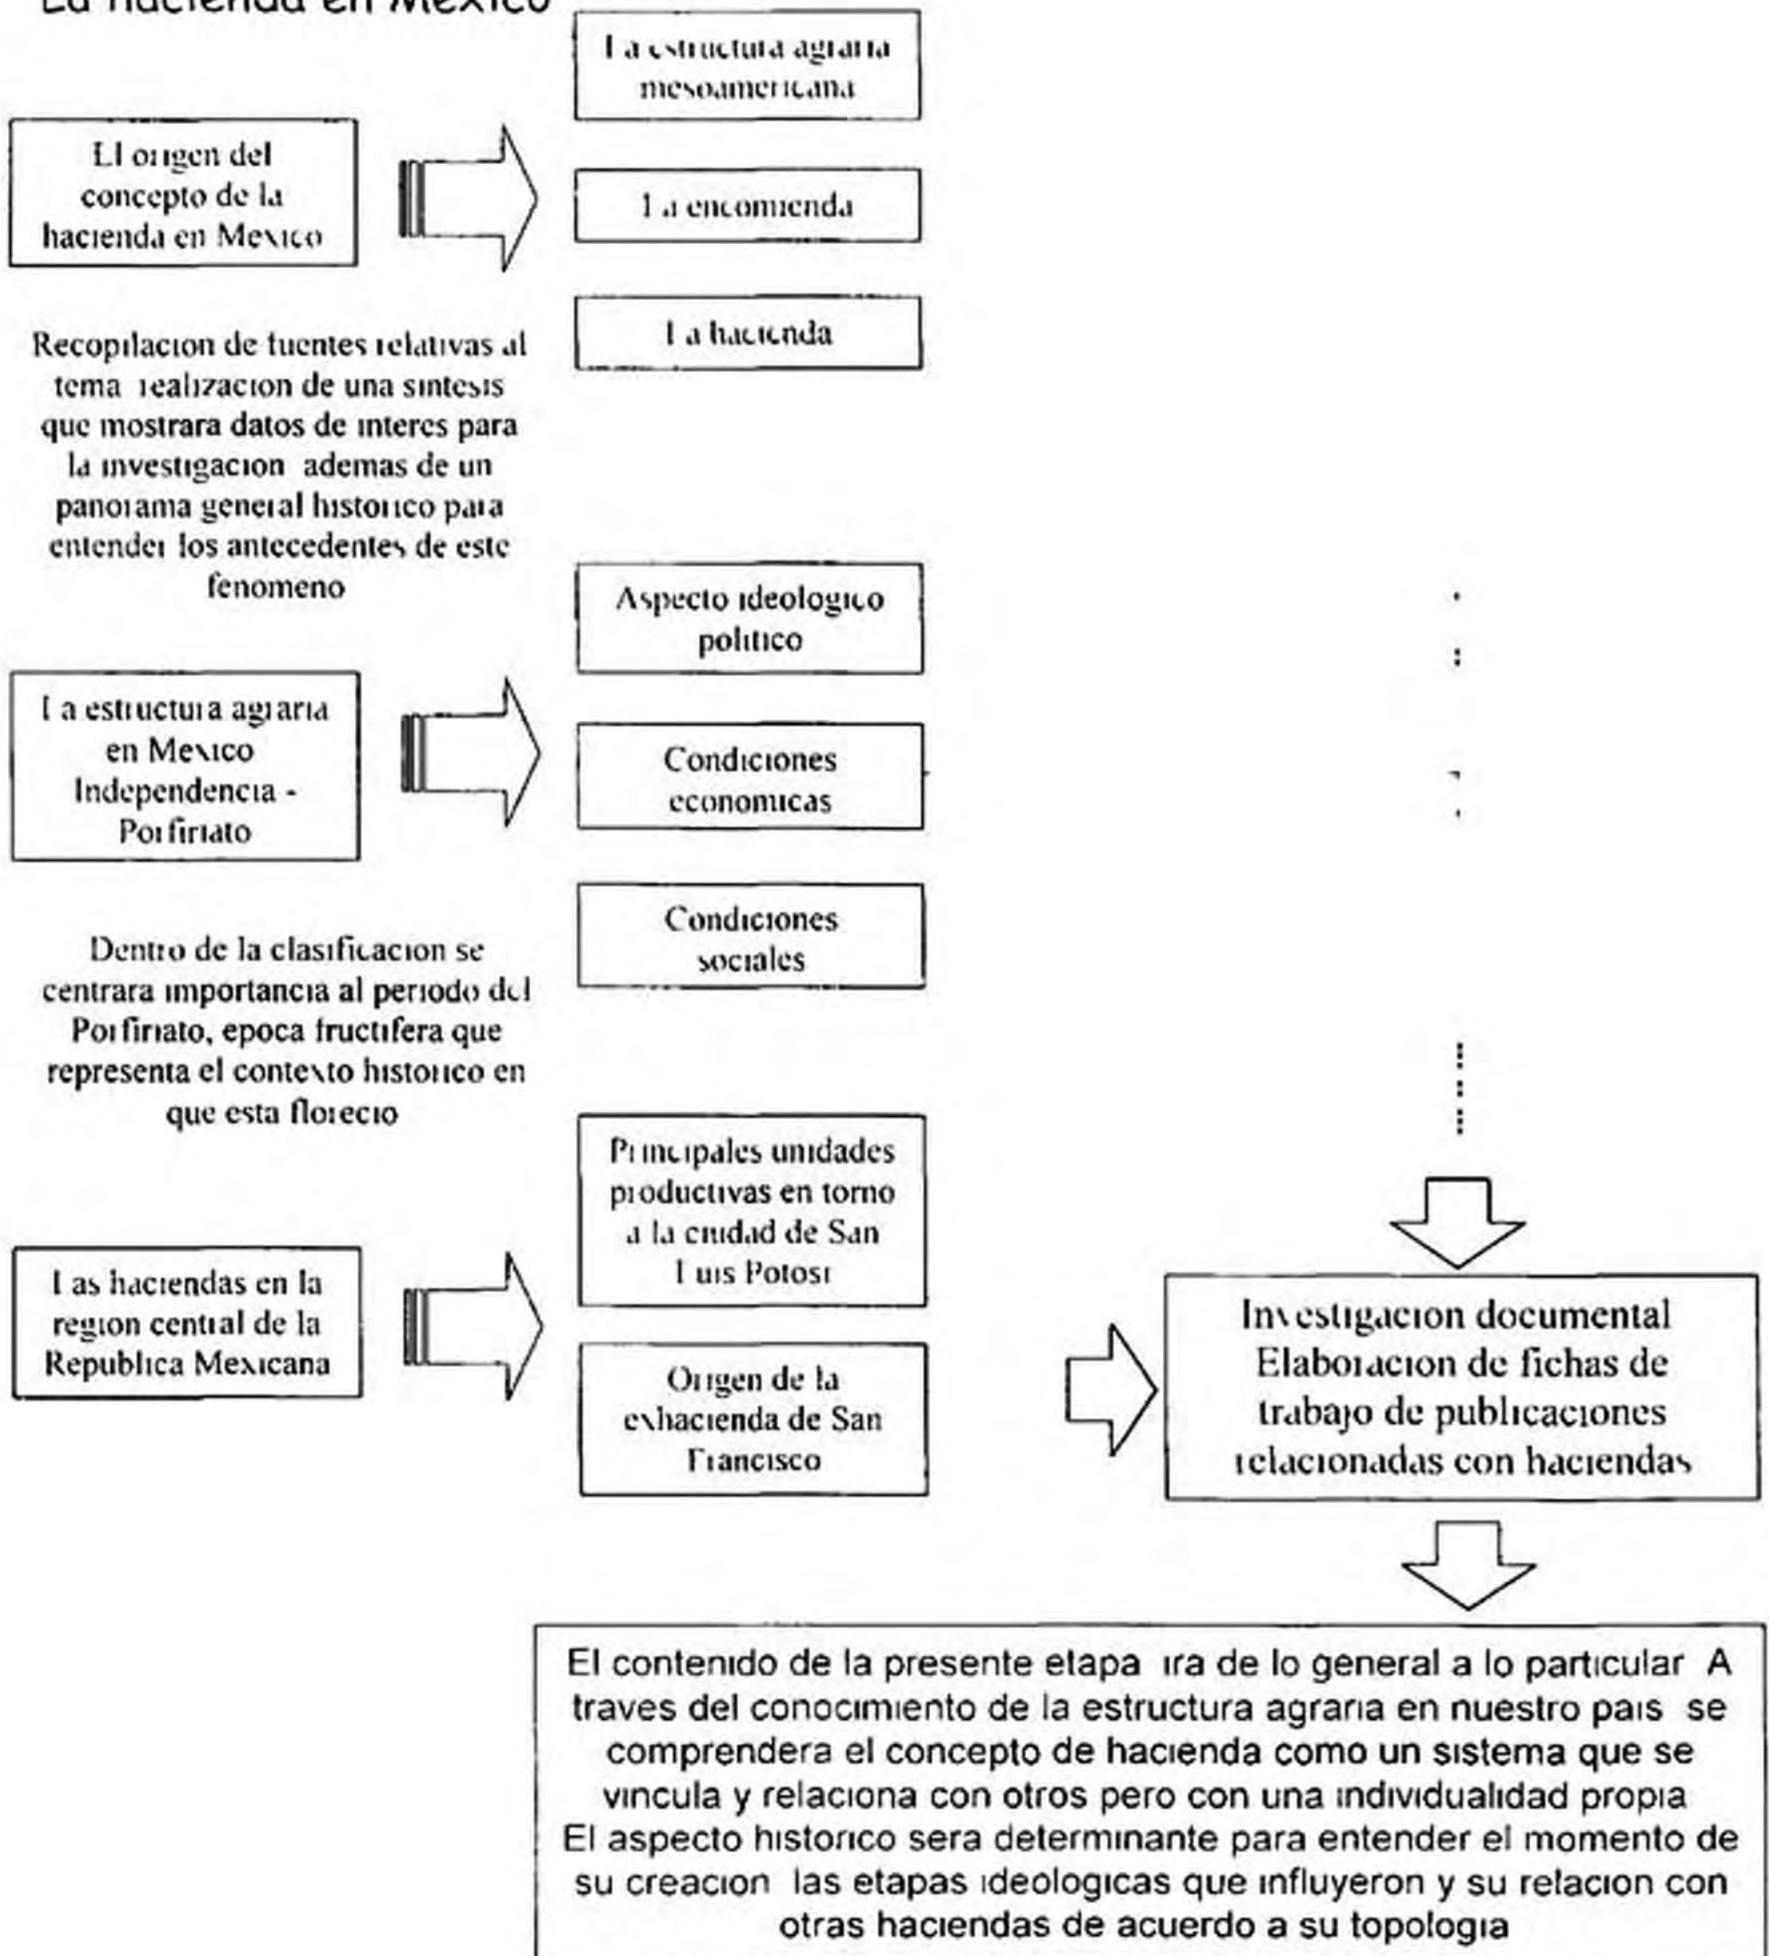 La hacienda en Mexico
La estructura agraria
mesoamericana
El origen del
concepto de la
hacienda en Mexico
La encomienda
La hacienda
Recopilacion de fuentes relativas al
tema realizacion de una sintesis
que mostrara datos de interes para
la investigacion ademas de un
panorama general historico para
entender los antecedentes de este
fenomeno
Aspecto ideologico
politico
La estructura agraria
en Mexico
Independencia -
Porfiriato
Condiciones
economicas
Condiciones
sociales
Dentro de la clasificacion se
centrara importancia al periodo del
Porfiriato, epoca fructifera que
representa el contexto historico en
que esta florecio
Principales unidades
productivas en torno
a la ciudad de San
Luis Potosi
Las haciendas en la
region central de la
Republica Mexicana
Origen de la
exhacienda de San
Francisco
Investigacion documental
Elaboracion de fichas de
trabajo de publicaciones
relacionadas con haciendas
El contenido de la presente etapa ira de lo general a lo particular A
traves del conocimiento de la estructura agraria en nuestro pais se
comprendera el concepto de hacienda como un sistema que se
vincula y relaciona con otros pero con una individualidad propia
El aspecto historico sera determinante para entender el momento de
su creacion las etapas ideologicas que influyeron y su relacion con
otras haciendas de acuerdo a su topologia